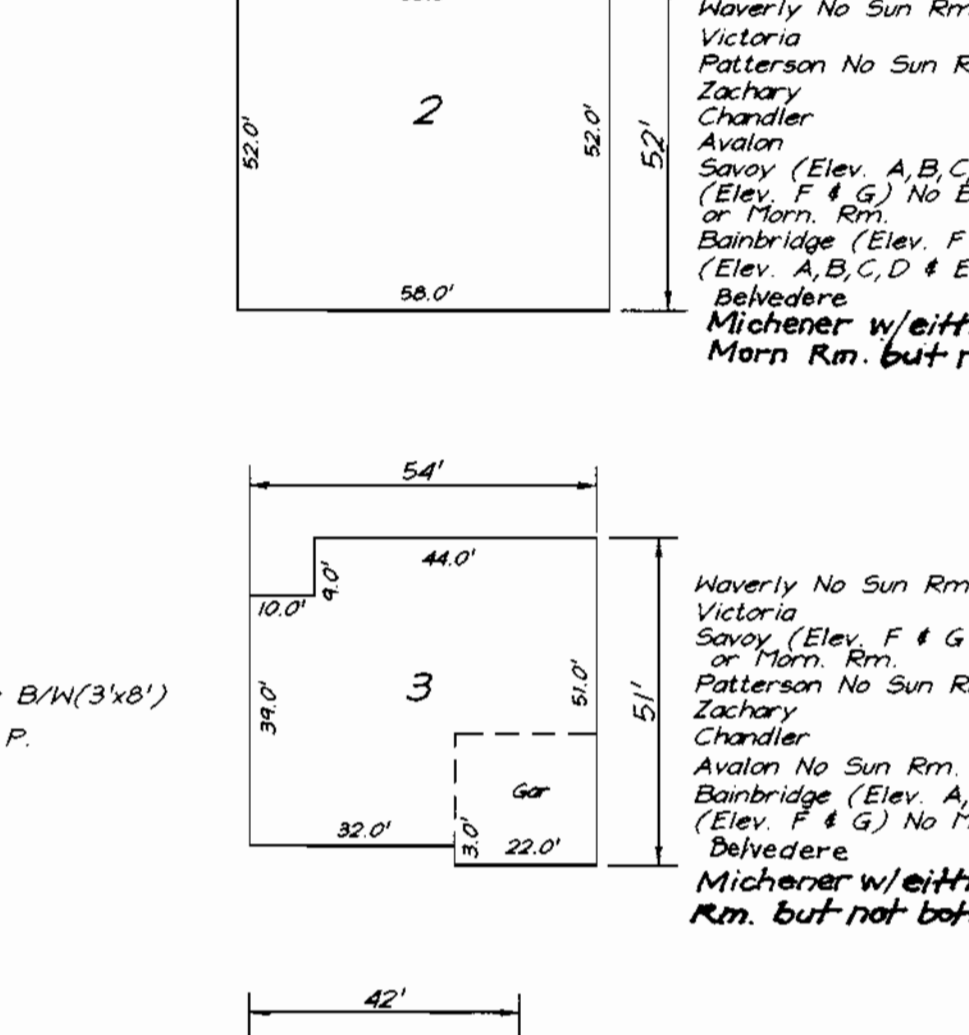 Waverly No Sun Rm.
Victoria
Patterson No Sun
Zachary
Chandler
Avalon
Savoy (Elev. A,B,C,
(Elev. F & G) No
or Morn. Rm.
Bainbridge (Elev. F
(Elev. A,B,C,D &
Belvedere
Michener
Morn Rm. but
2
52.0'
52.0'
52'
58.0'
54'
44.0'
9.0'
10.0'
39.0'
3
51.0'
51'
Gar
32.0'
3.0'
22.0'
B/W(3'x8')
P.
Waverly No Sun Rm
Victoria
Savoy (Elev. F & G
or Morn. Rm.
Patterson No Sun
Zachary
Chandler
Avalon No Sun Rm.
Bainbridge (Elev. A,
(Elev. F & G) No
Belvedere
Michener
Rm. but not
42'